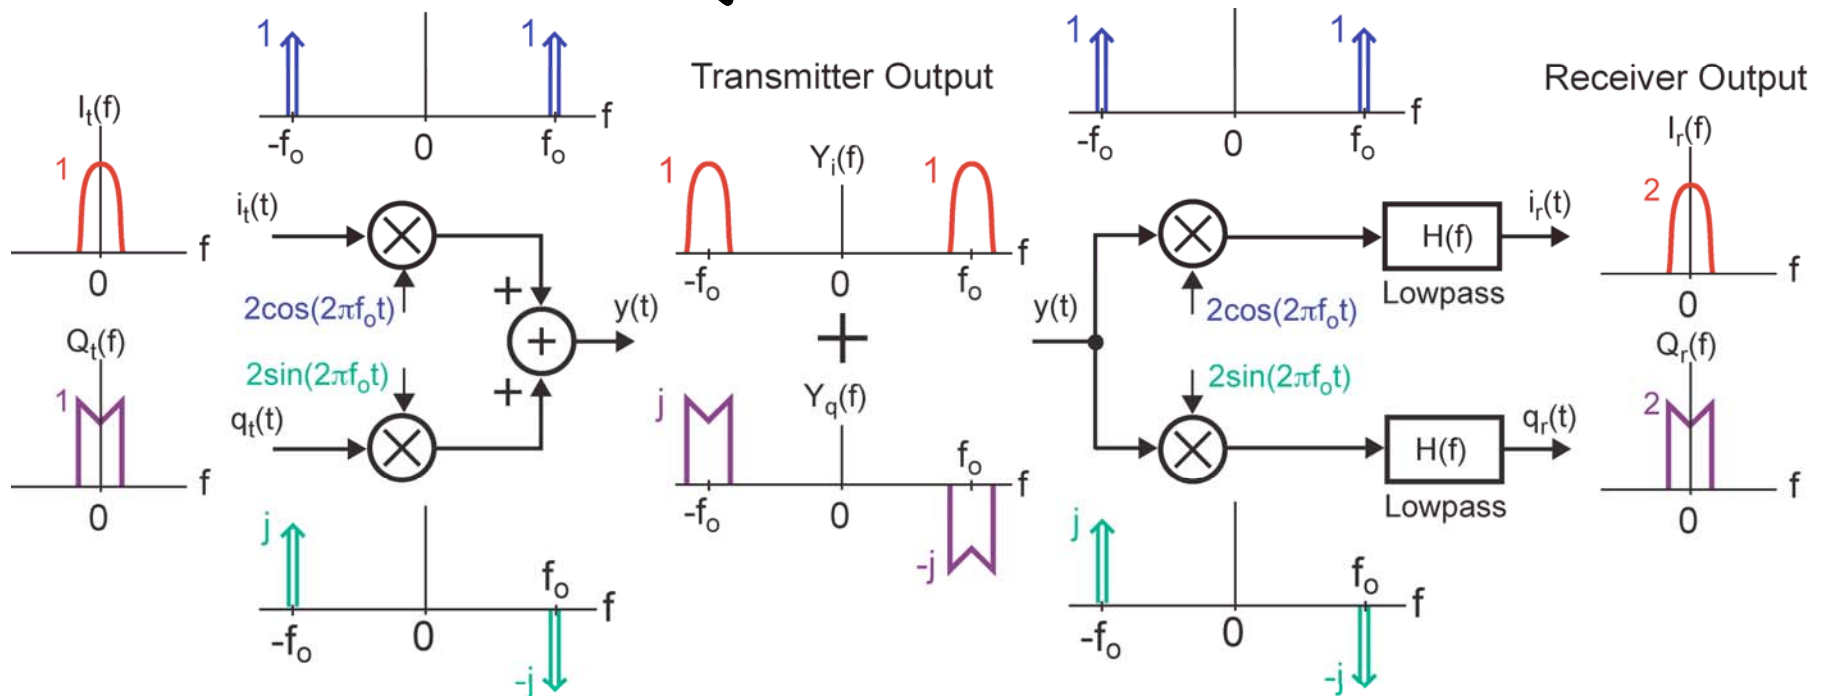 1
1
f
-fo
0
fo
It(f)
1
f
0
it(t)
2cos(2πfot)
+
Qt(f)
1
f
0
2sin(2πfot)
qt(t)
+
+
y(t)
j
fo
f
-fo
0
-j
Transmitter Output
Yi(f)
1
1
f
-fo
0
fo
+
Yq(f)
j
fo
f
-fo
0
-j
1
1
f
-fo
0
fo
y(t)
2cos(2πfot)
H(f)
Lowpass
ir(t)
2sin(2πfot)
H(f)
Lowpass
qr(t)
j
fo
f
-fo
0
-j
Receiver Output
Ir(f)
2
f
0
Qr(f)
2
f
0